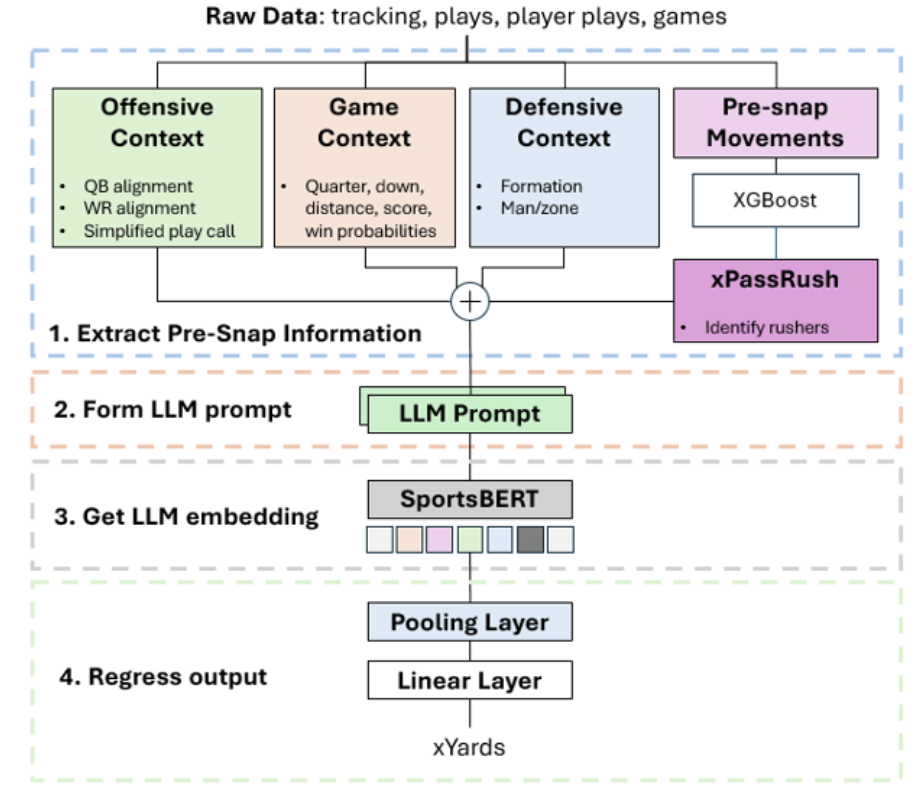 Raw Data: tracking, plays, player plays, games
Offensive
Context
• QB alignment
• WR alignment
• Simplified play call
Game
Context
• Quarter, down,
distance, score,
win probabilities
Defensive
Context
• Formation
• Man/zone
Pre-snap
Movements
XGBoost
xPassRush
• Identify rushers
+
1. Extract Pre-Snap Information
2. Form LLM prompt
LLM Prompt
3. Get LLM embedding
SportsBERT
4. Regress output
Pooling Layer
Linear Layer
xYards